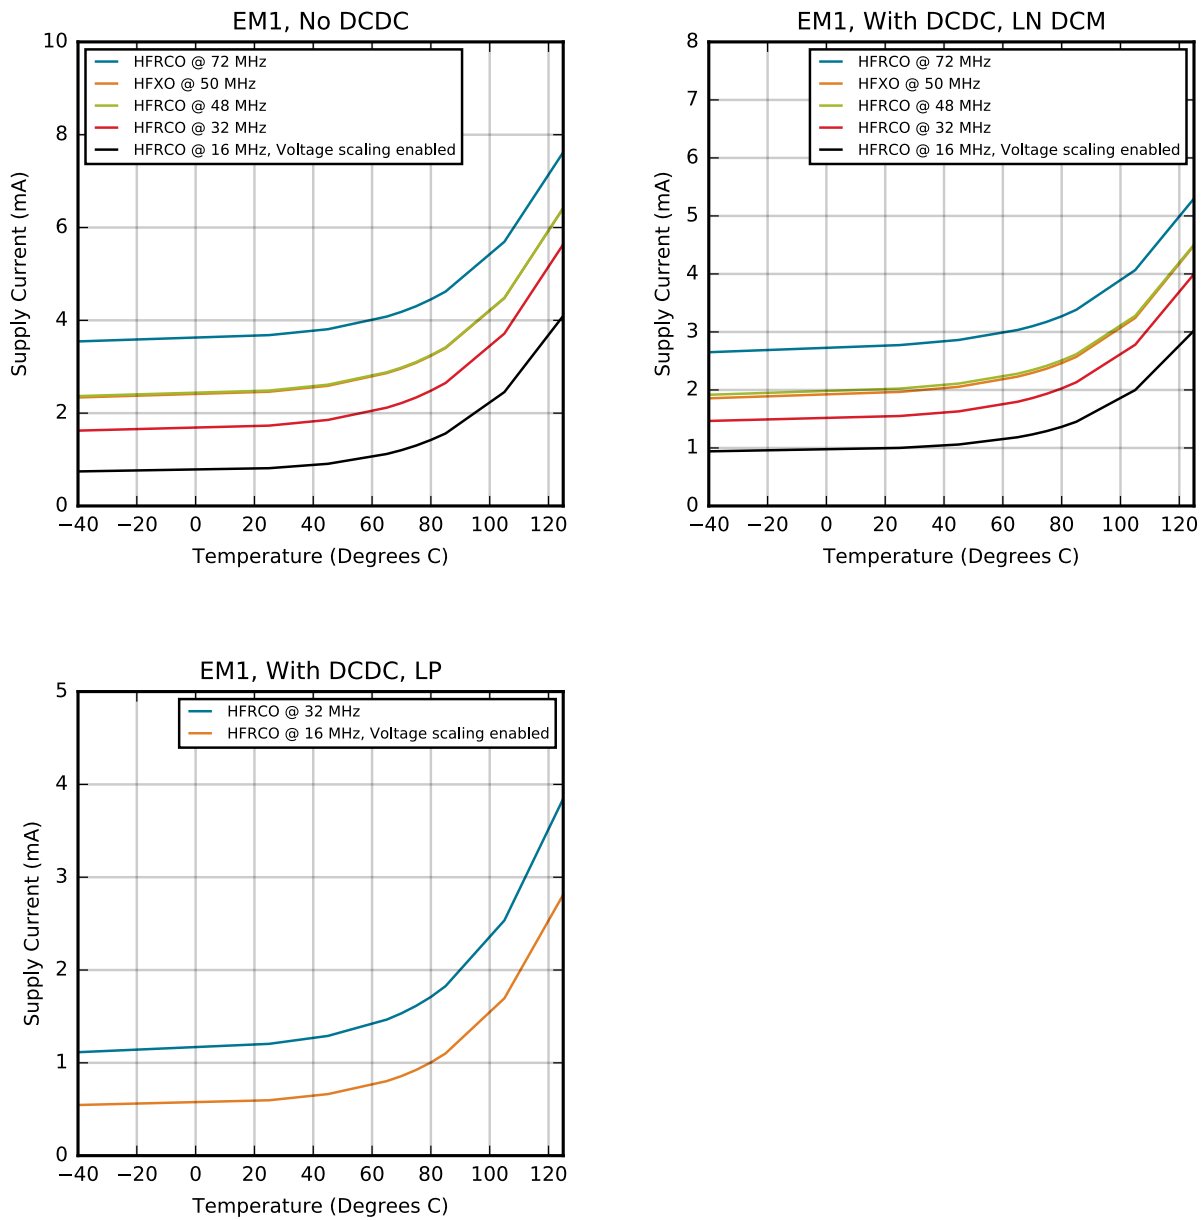 EM1, No DCDC
10
8
6
4
2
0
Supply Current (mA)
HFRCO @ 72 MHz
HFXO @ 50 MHz
HFRCO @ 48 MHz
HFRCO @ 32 MHz
HFRCO @ 16 MHz, Voltage scaling enabled
−40 −20 0 20 40 60 80 100 120
Temperature (Degrees C)
EM1, With DCDC, LN DCM
8
7
6
5
4
3
2
1
0
Supply Current (mA)
HFRCO @ 72 MHz
HFXO @ 50 MHz
HFRCO @ 48 MHz
HFRCO @ 32 MHz
HFRCO @ 16 MHz, Voltage scaling enabled
−40 −20 0 20 40 60 80 100 120
Temperature (Degrees C)
EM1, With DCDC, LP
5
4
3
2
1
0
Supply Current (mA)
HFRCO @ 32 MHz
HFRCO @ 16 MHz, Voltage scaling enabled
−40 −20 0 20 40 60 80 100 120
Temperature (Degrees C)